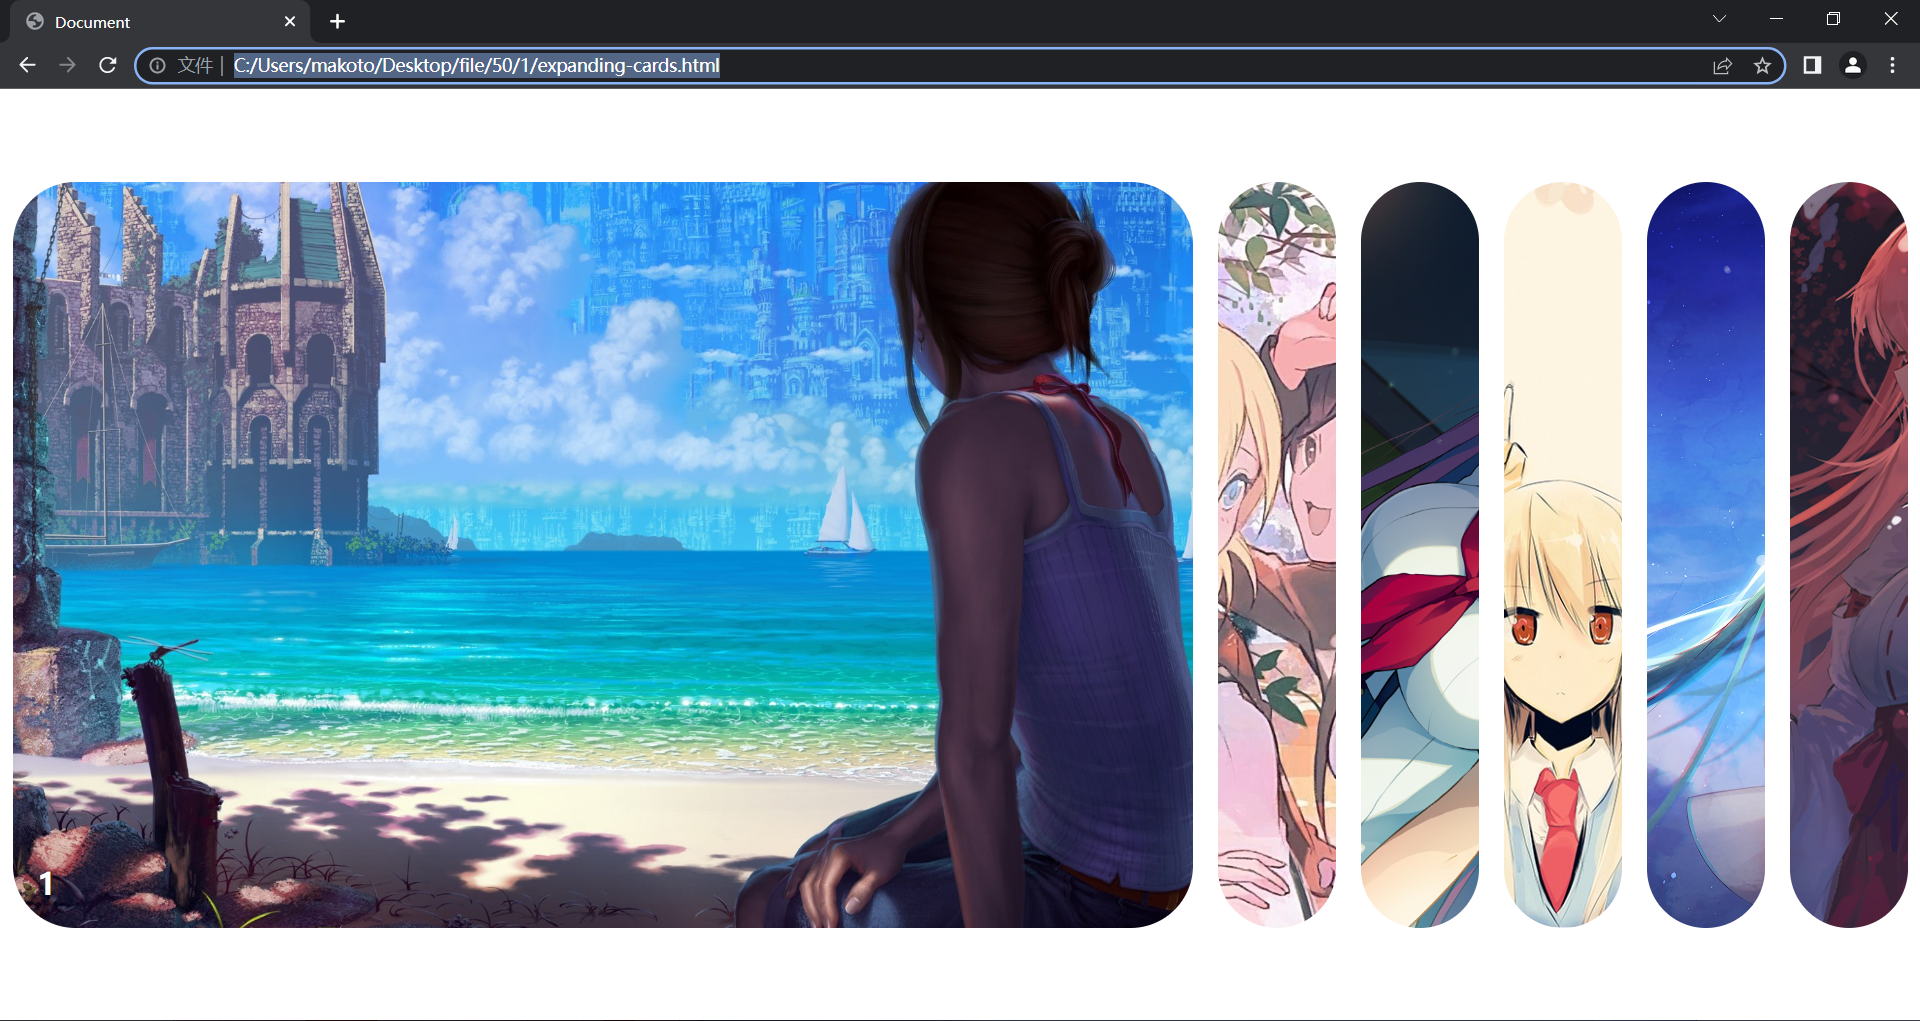 Document
文件 | C:/Users/makoto/Desktop/file/50/1/expanding-cards.html
1